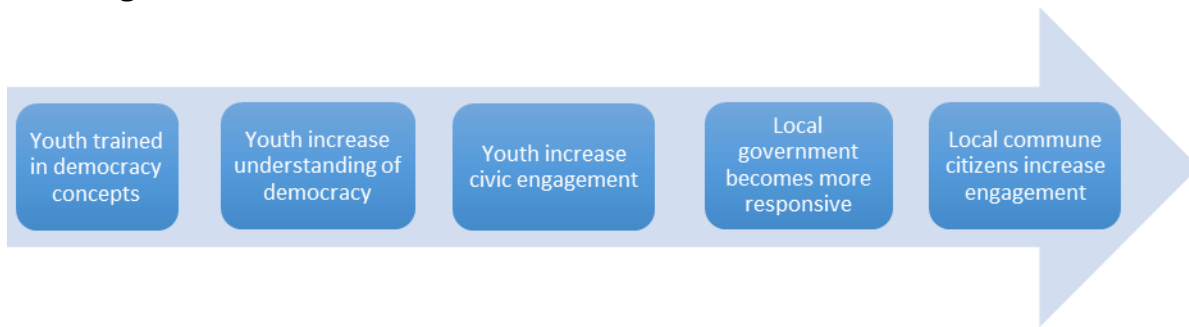 Youth trained
in democracy
concepts
Youth increase
understanding of
democracy
Youth increase
civic engagement
Local
government
becomes more
responsive
Local commune
citizens increase
engagement